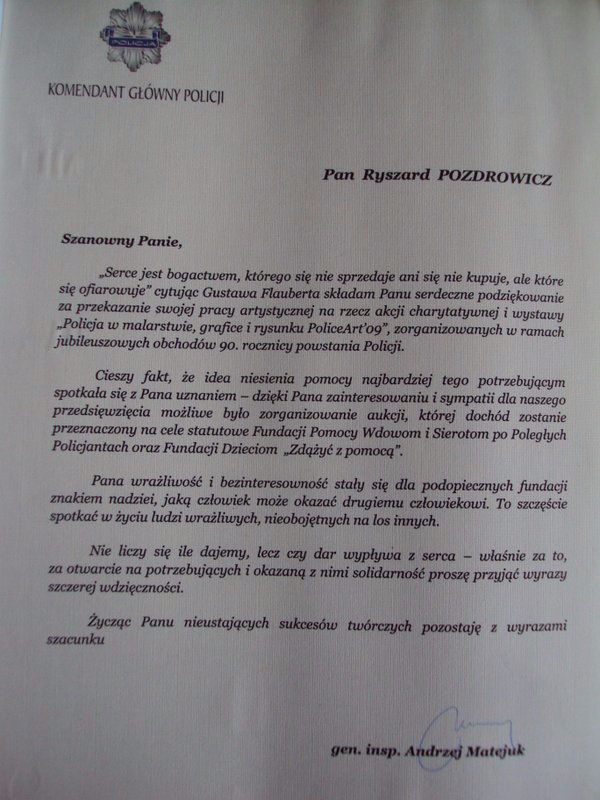 POLICJA
KOMENDANT GŁÓWNY POLICJI
Pan Ryszard POZDROWICZ
Szanowny Panie,
„Serce jest bogactwem, którego się nie sprzedaje ani się nie kupuje, ale które
się ofiarowuje” cytując Gustawa Flauberta składam Panu serdeczne podziękowanie
za przekazanie swojej pracy artystycznej na rzecz akcji charytatywnej i wystawy
„Policja w malarstwie, grafice i rysunku PoliceArt'09”, zorganizowanych w ramach
jubileuszowych obchodów 90. rocznicy powstania Policji.
Cieszy fakt, że idea niesienia pomocy najbardziej tego potrzebującym
spotkała się z Pana uznaniem – dzięki Pana zainteresowaniu i sympatii dla naszego
przedsięwzięcia możliwe było zorganizowanie aukcji, której dochód zostanie
przeznaczony na cele statutowe Fundacji Pomocy Wdowom i Sierotom po Poległych
Policjantach oraz Fundacji Dzieciom „Zdążyć z pomocą”.
Pana wrażliwość i bezinteresowność stały się dla podopiecznych fundacji
znakiem nadziei, jaką człowiek może okazać drugiemu człowiekowi. To szczęście
spotkać w życiu ludzi wrażliwych, nieobojętnych na los innych.
Nie liczy się ile dajemy, lecz czy dar wypływa z serca – właśnie za to,
za otwarcie na potrzebujących i okazaną z nimi solidarność proszę przyjąć wyrazy
szczerej wdzięczności.
Życząc Panu nieustających sukcesów twórczych pozostaję z wyrazami
szacunku
gen. insp. Andrzej Matejuk